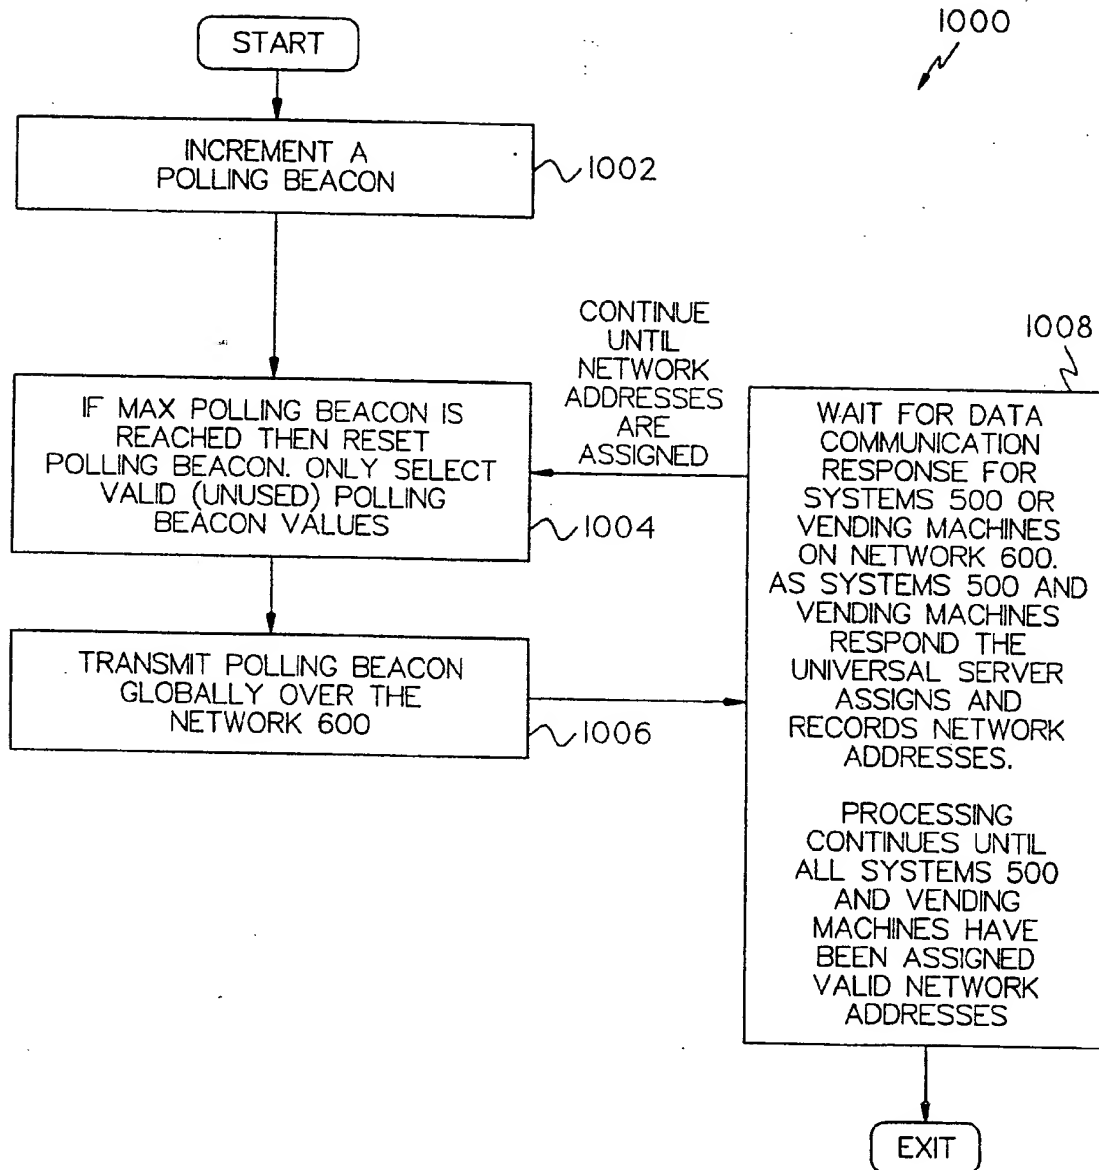 1000
START
INCREMENT A
POLLING BEACON
1002
CONTINUE
UNTIL
NETWORK
ADDRESSES
ARE
ASSIGNED
IF MAX POLLING BEACON IS
REACHED THEN RESET
POLLING BEACON. ONLY SELECT
VALID (UNUSED) POLLING
BEACON VALUES
1004
TRANSMIT POLLING BEACON
GLOBALLY OVER THE
NETWORK 600
1006
1008
WAIT FOR DATA
COMMUNICATION
RESPONSE FOR
SYSTEMS 500 OR
VENDING MACHINES
ON NETWORK 600.
AS SYSTEMS 500 AND
VENDING MACHINES
RESPOND THE
UNIVERSAL SERVER
ASSIGNS AND
RECORDS NETWORK
ADDRESSES.
PROCESSING
CONTINUES UNTIL
ALL SYSTEMS 500
AND VENDING
MACHINES HAVE
BEEN ASSIGNED
VALID NETWORK
ADDRESSES
EXIT